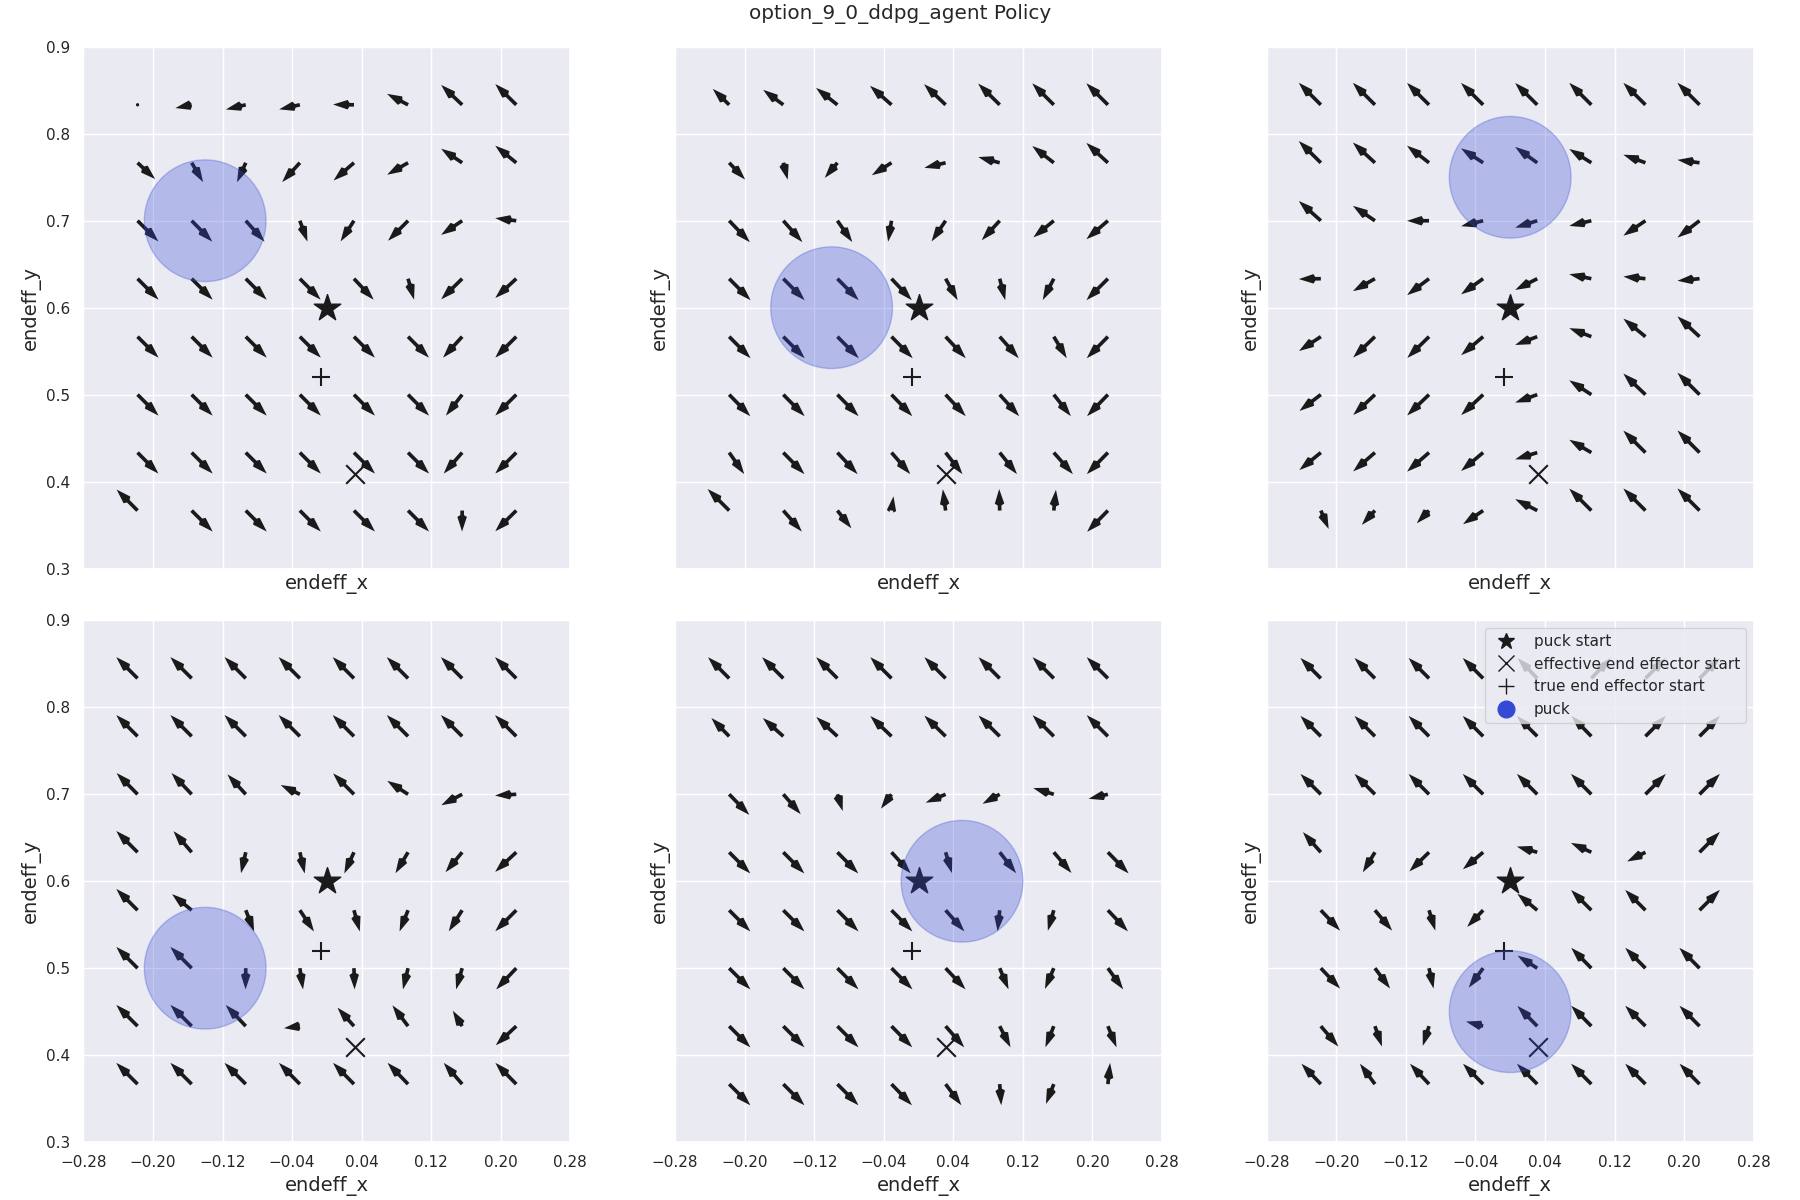 option_9_0_ddpg_agent Policy
0.9
0.8
0.7
0.6
0.5
0.4
0.3
endeff_y
endeff_x
endeff_y
endeff_x
endeff_y
endeff_x
0.9
0.8
0.7
0.6
0.5
0.4
0.3
endeff_y
−0.28 −0.20 −0.12 −0.04 0.04 0.12 0.20 0.28
endeff_x
endeff_y
−0.28 −0.20 −0.12 −0.04 0.04 0.12 0.20 0.28
endeff_x
puck start
effective end effector start
true end effector start
puck
endeff_y
−0.28 −0.20 −0.12 −0.04 0.04 0.12 0.20 0.28
endeff_x